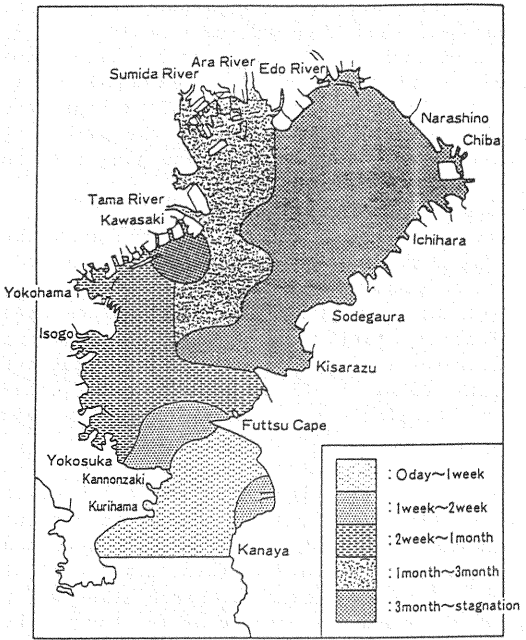 Ara River
Sumida River
Edo River
Narashino
Chiba
Tama River
Kawasaki
Ichihara
Yokohama
Sodegaura
Isogo
Kisarazu
Futtsu Cape
Yokosuka
Kannonzaki
Kurihama
Kanaya
:0day~1week
:1week~2week
:2week~1month
:1month~3month
:3month~stagnation